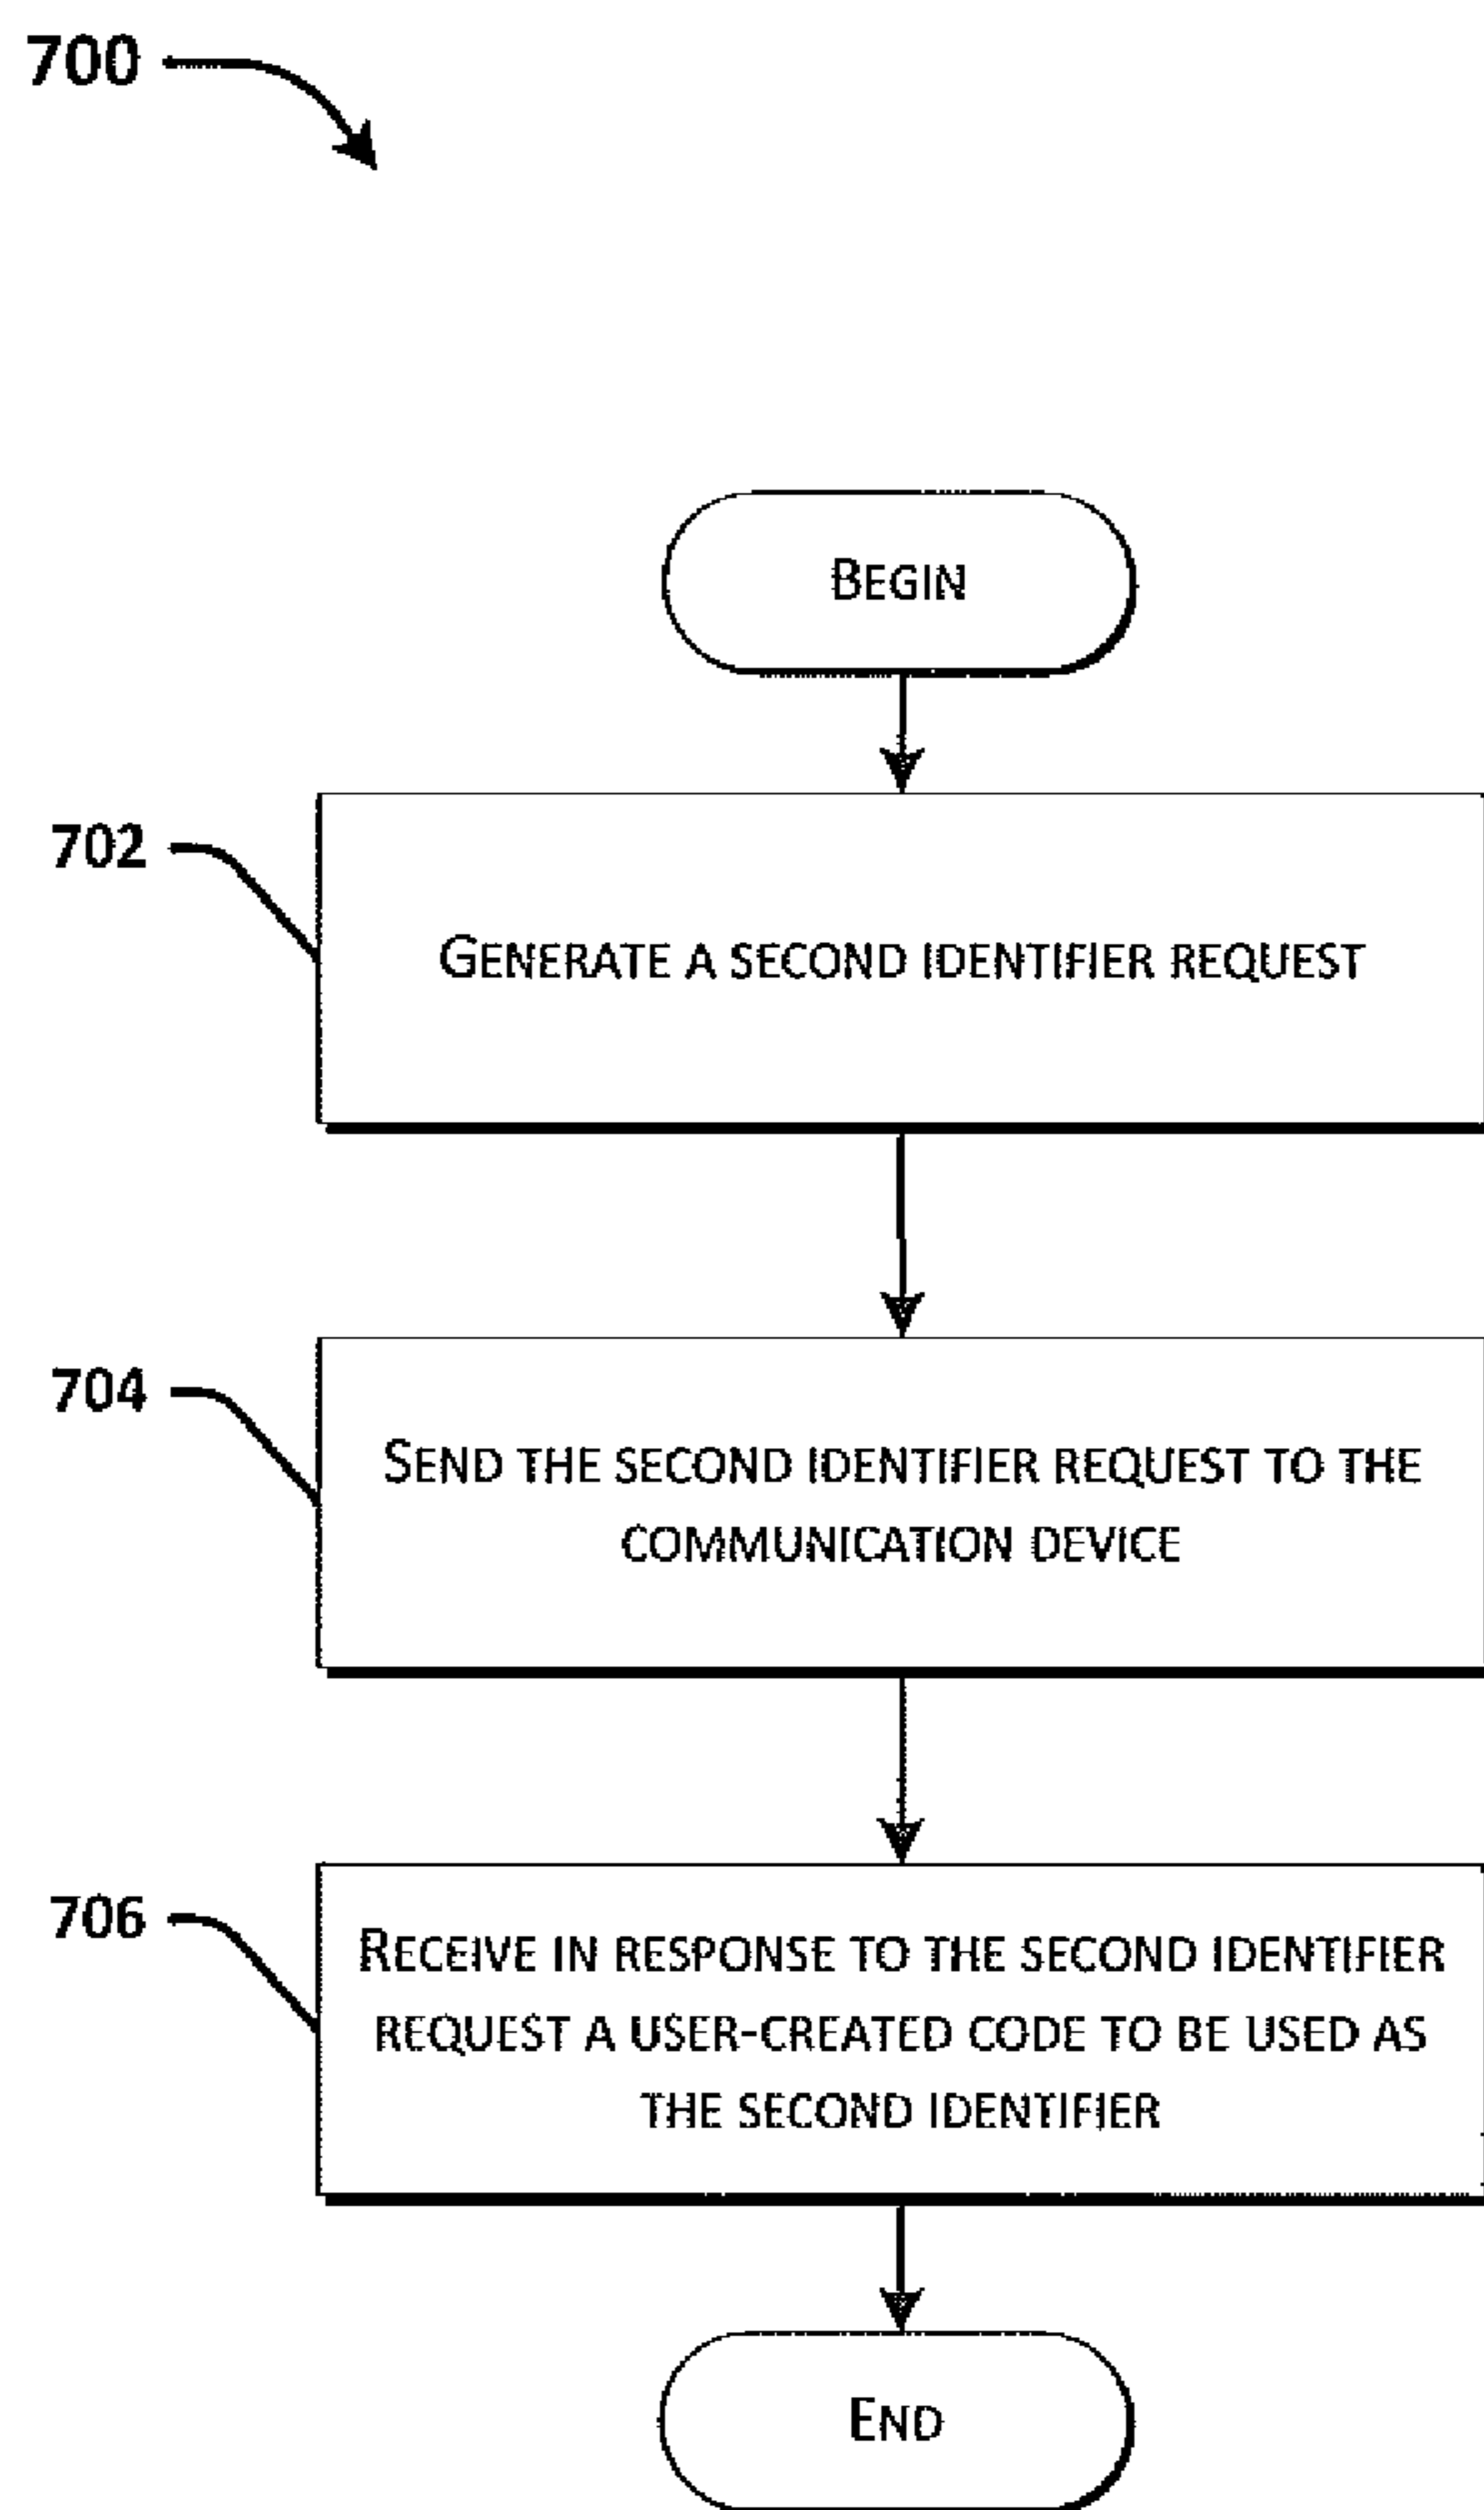 700
BEGIN
702
GENERATE A SECOND IDENTIFIER REQUEST
704
SEND THE SECOND IDENTIFIER REQUEST TO THE
COMMUNICATION DEVICE
706
RECEIVE IN RESPONSE TO THE SECOND IDENTIFIER
REQUEST A USER-CREATED CODE TO BE USED AS
THE SECOND IDENTIFIER
END